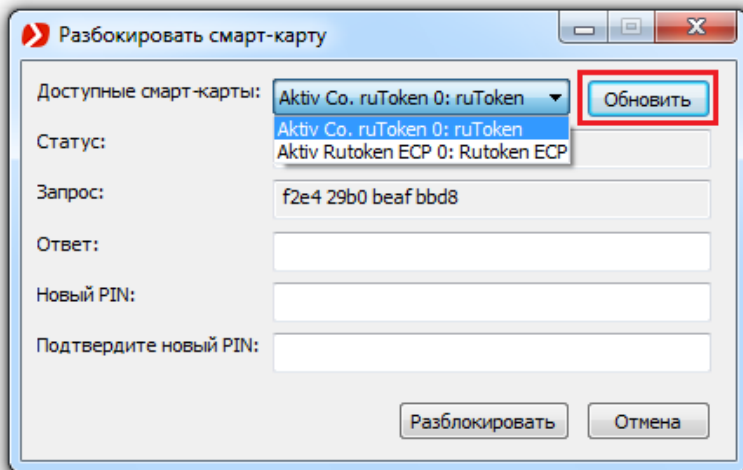 Разбокировать смарт-карту
Доступные смарт-карты: Aktiv Co. ruToken 0: ruToken Обновить
Aktiv Co. ruToken 0: ruToken
Aktiv Rutoken ECP 0: Rutoken ECP
Статус:
Запрос: f2e4 29b0 beaf bbd8
Ответ:
Новый PIN:
Подтвердите новый PIN:
Разблокировать Отмена